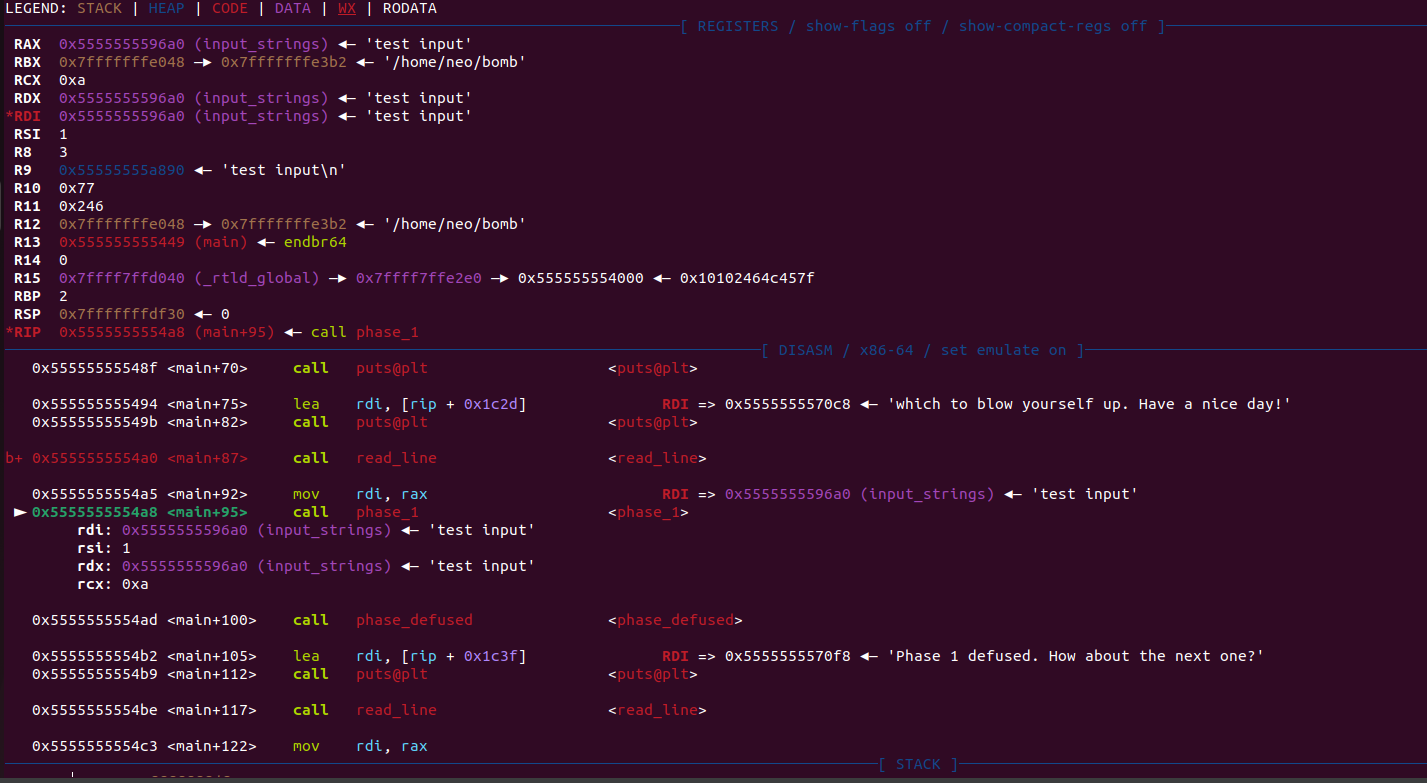 LEGEND: STACK | HEAP | CODE | DATA | WX | RODATA
[ REGISTERS / show-flags off / show-compact-regs off ]
RAX 0x5555555596a0 (input_strings) ◂— 'test input'
RBX 0x7fffffffe048 —▸ 0x7fffffffe3b2 ◂— '/home/neo/bomb'
RCX 0xa
RDX 0x5555555596a0 (input_strings) ◂— 'test input'
*RDI 0x5555555596a0 (input_strings) ◂— 'test input'
RSI 1
R8 3
R9 0x55555555a890 ◂— 'test input\n'
R10 0x77
R11 0x246
R12 0x7fffffffe048 —▸ 0x7fffffffe3b2 ◂— '/home/neo/bomb'
R13 0x555555555449 (main) ◂— endbr64
R14 0
R15 0x7ffff7ffd040 (_rtld_global) —▸ 0x7ffff7ffe2e0 —▸ 0x555555554000 ◂— 0x10102464c457f
RBP 2
RSP 0x7fffffffdf30 ◂— 0
*RIP 0x5555555554a8 (main+95) ◂— call phase_1
[ DISASM / x86-64 / set emulate on ]
0x55555555548f <main+70> call puts@plt <puts@plt>
0x555555555494 <main+75> lea rdi, [rip + 0x1c2d] RDI => 0x5555555570c8 ◂— 'which to blow yourself up. Have a nice day!'
0x55555555549b <main+82> call puts@plt <puts@plt>
b+ 0x5555555554a0 <main+87> call read_line <read_line>
0x5555555554a5 <main+92> mov rdi, rax RDI => 0x5555555596a0 (input_strings) ◂— 'test input'
► 0x5555555554a8 <main+95> call phase_1 <phase_1>
rdi: 0x5555555596a0 (input_strings) ◂— 'test input'
rsi: 1
rdx: 0x5555555596a0 (input_strings) ◂— 'test input'
rcx: 0xa
0x5555555554ad <main+100> call phase_defused <phase_defused>
0x5555555554b2 <main+105> lea rdi, [rip + 0x1c3f] RDI => 0x5555555570f8 ◂— 'Phase 1 defused. How about the next one?'
0x5555555554b9 <main+112> call puts@plt <puts@plt>
0x5555555554be <main+117> call read_line <read_line>
0x5555555554c3 <main+122> mov rdi, rax
[ STACK ]